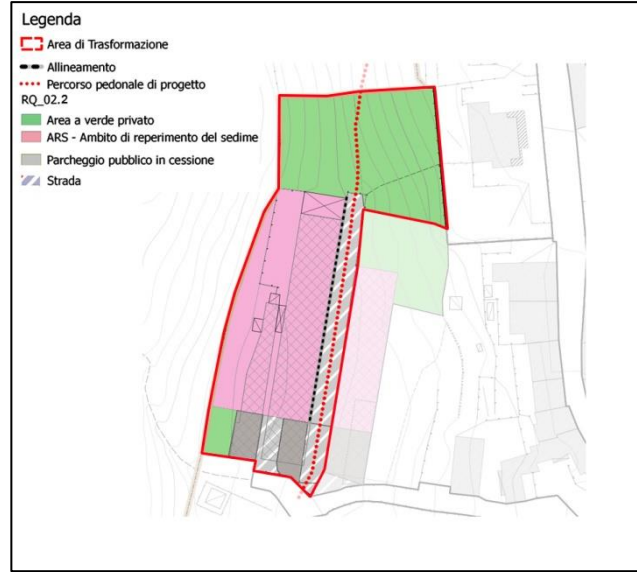 Legenda
Area di Trasformazione
Allineamento
Percorso pedonale di progetto
RQ_02.2
Area a verde privato
ARS - Ambito di reperimento del sedime
Parcheggio pubblico in cessione
Strada